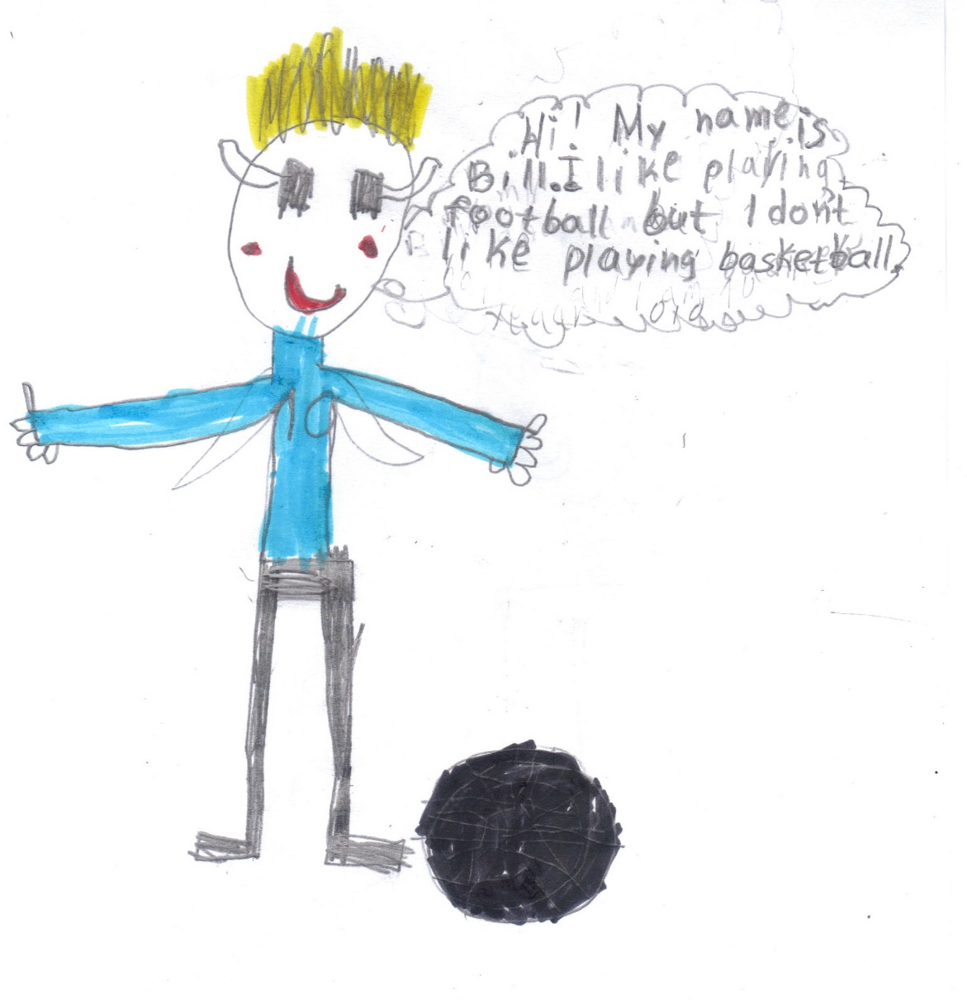 Hi! My name is
Bill. I like playing
football but I don't
like playing basketball.